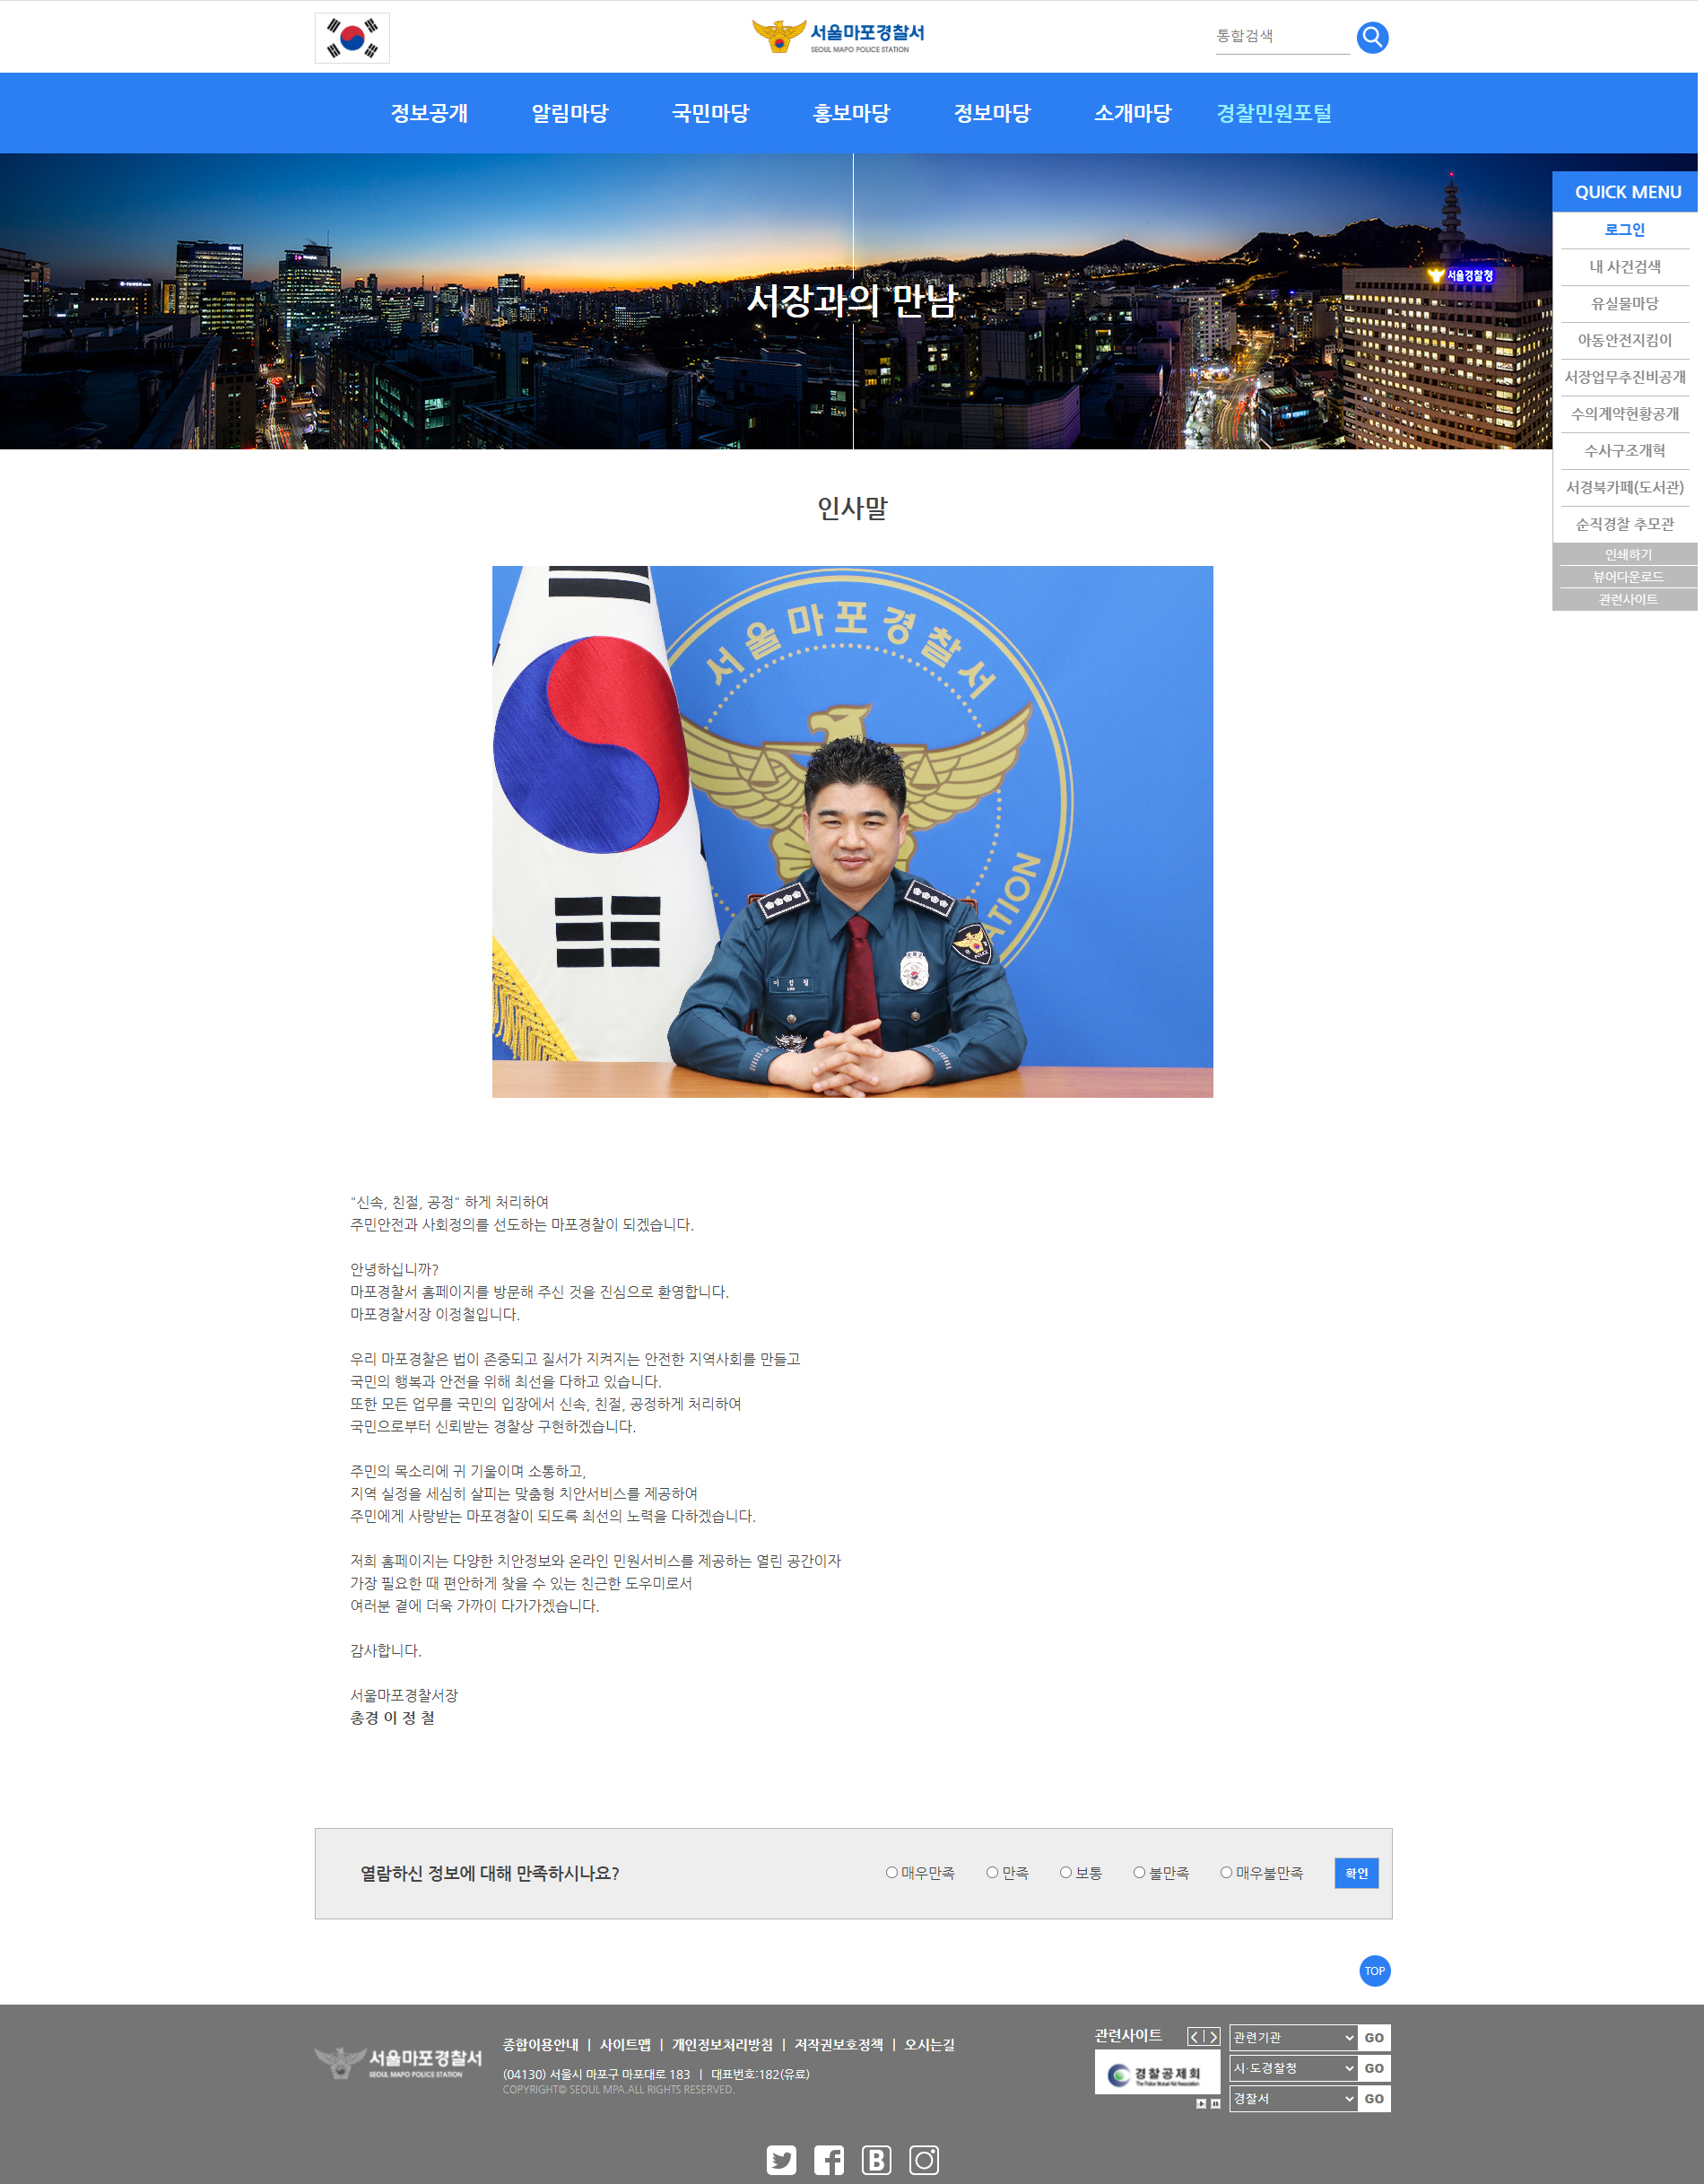 서울마포경찰서
SEOUL MAPO POLICE STATION
통합검색
정보공개
알림마당
국민마당
홍보마당
정보마당
소개마당
경찰민원포털
서장과의 만남
서울경찰청
QUICK MENU
로그인
내 사건검색
유실물마당
아동안전지킴이
서장업무추진비공개
수의계약현황공개
수사구조개혁
서경북카페(도서관)
순직경찰 추모관
인쇄하기
뷰어다운로드
관련사이트
인사말
서울마포경찰서
ATION
이 정 철
POLICE
"신속, 친절, 공정" 하게 처리하여
주민안전과 사회정의를 선도하는 마포경찰이 되겠습니다.
안녕하십니까?
마포경찰서 홈페이지를 방문해 주신 것을 진심으로 환영합니다.
마포경찰서장 이정철입니다.
우리 마포경찰은 법이 존중되고 질서가 지켜지는 안전한 지역사회를 만들고
국민의 행복과 안전을 위해 최선을 다하고 있습니다.
또한 모든 업무를 국민의 입장에서 신속, 친절, 공정하게 처리하여
국민으로부터 신뢰받는 경찰상 구현하겠습니다.
주민의 목소리에 귀 기울이며 소통하고,
지역 실정을 세심히 살피는 맞춤형 치안서비스를 제공하여
주민에게 사랑받는 마포경찰이 되도록 최선의 노력을 다하겠습니다.
저희 홈페이지는 다양한 치안정보와 온라인 민원서비스를 제공하는 열린 공간이자
가장 필요한 때 편안하게 찾을 수 있는 친근한 도우미로서
여러분 곁에 더욱 가까이 다가가겠습니다.
감사합니다.
서울마포경찰서장
총경 이 정 철
열람하신 정보에 대해 만족하시나요?
매우만족
만족
보통
불만족
매우불만족
확인
TOP
서울마포경찰서
SEOUL MAPO POLICE STATION
종합이용안내 | 사이트맵 | 개인정보처리방침 | 저작권보호정책 | 오시는길
(04130) 서울시 마포구 마포대로 183 | 대표번호:182(유료)
COPYRIGHT© SEOUL MPA.ALL RIGHTS RESERVED.
관련사이트
경찰공제회
The Police Mutual Aid Association
관련기관
GO
시·도경찰청
GO
경찰서
GO